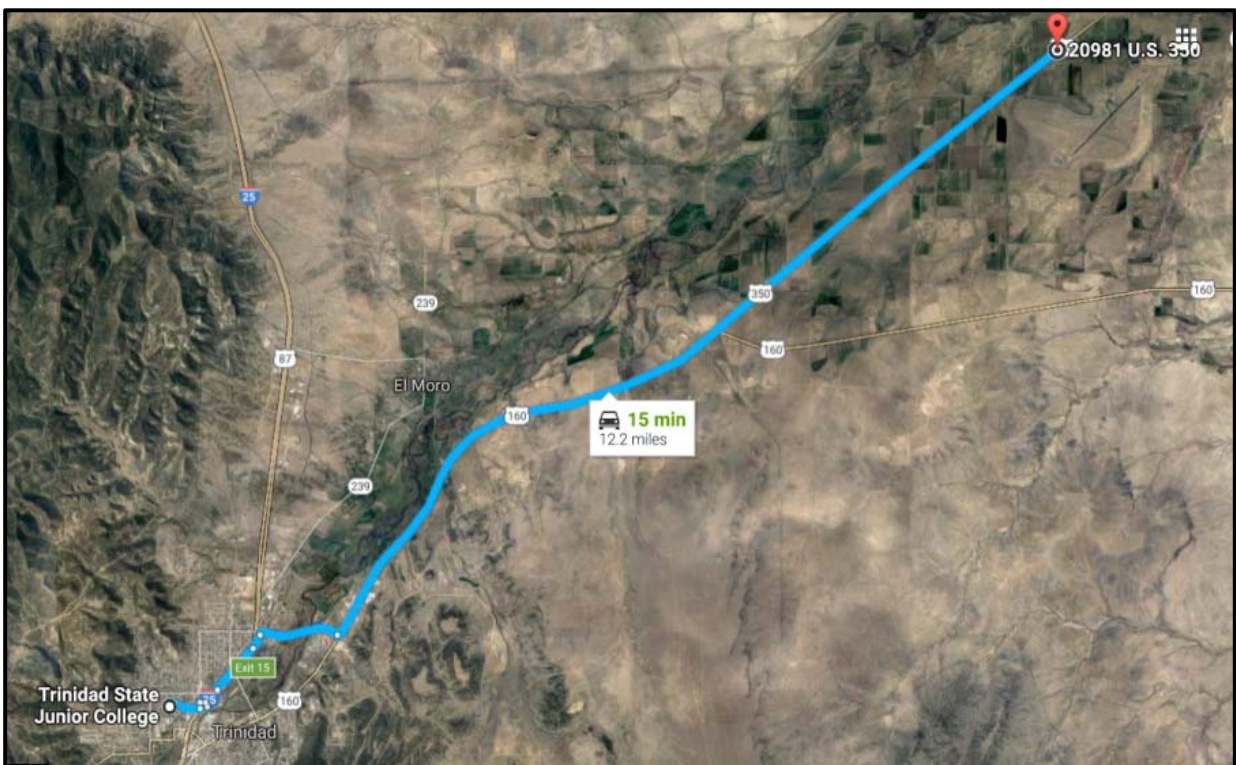 20981 U.S. 350
25
239
350
160
160
87
El Moro
160
15 min
12.2 miles
239
Exit 15
Trinidad State
Junior College
25
160
Trinidad